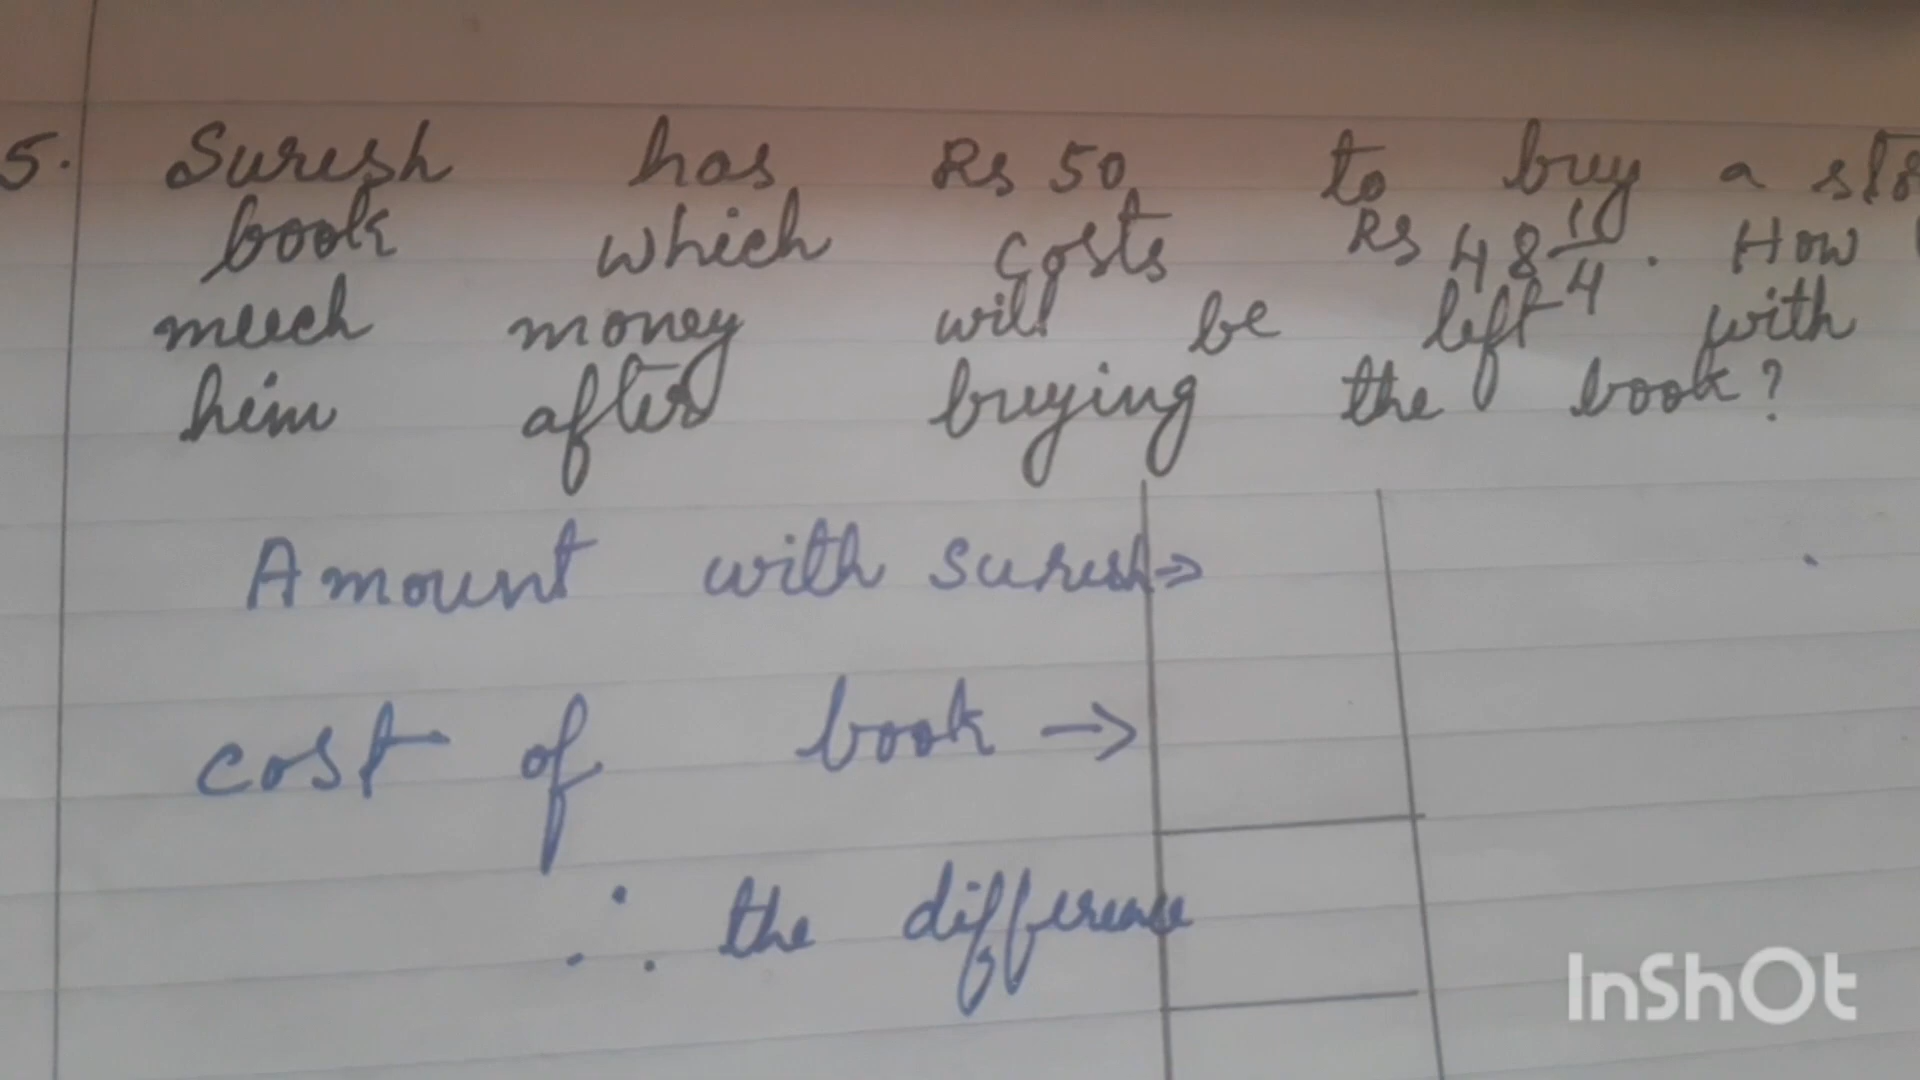 5. Suresh has Rs 50 to buy a
book which costs Rs 48 1/4. How
much money will be left with
him after buying the book?
Amount with Suresh→
cost of book →
∴ the difference
InShOt